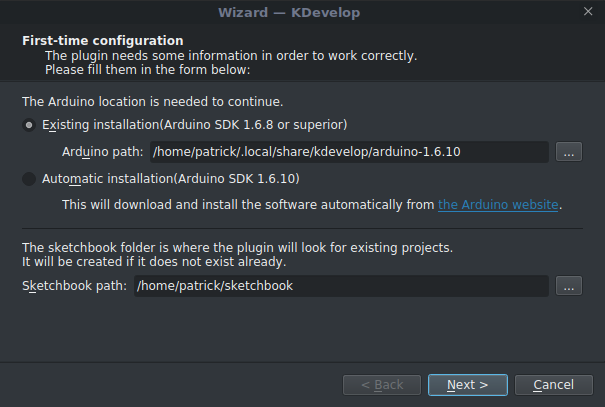 Wizard — KDevelop
First-time configuration
The plugin needs some information in order to work correctly.
Please fill them in the form below:
The Arduino location is needed to continue.
Existing installation(Arduino SDK 1.6.8 or superior)
Arduino path: /home/patrick/.local/share/kdevelop/arduino-1.6.10 ...
Automatic installation(Arduino SDK 1.6.10)
This will download and install the software automatically from the Arduino website.
The sketchbook folder is where the plugin will look for existing projects.
It will be created if it does not exist already.
Sketchbook path: /home/patrick/sketchbook ...
< Back Next > Cancel